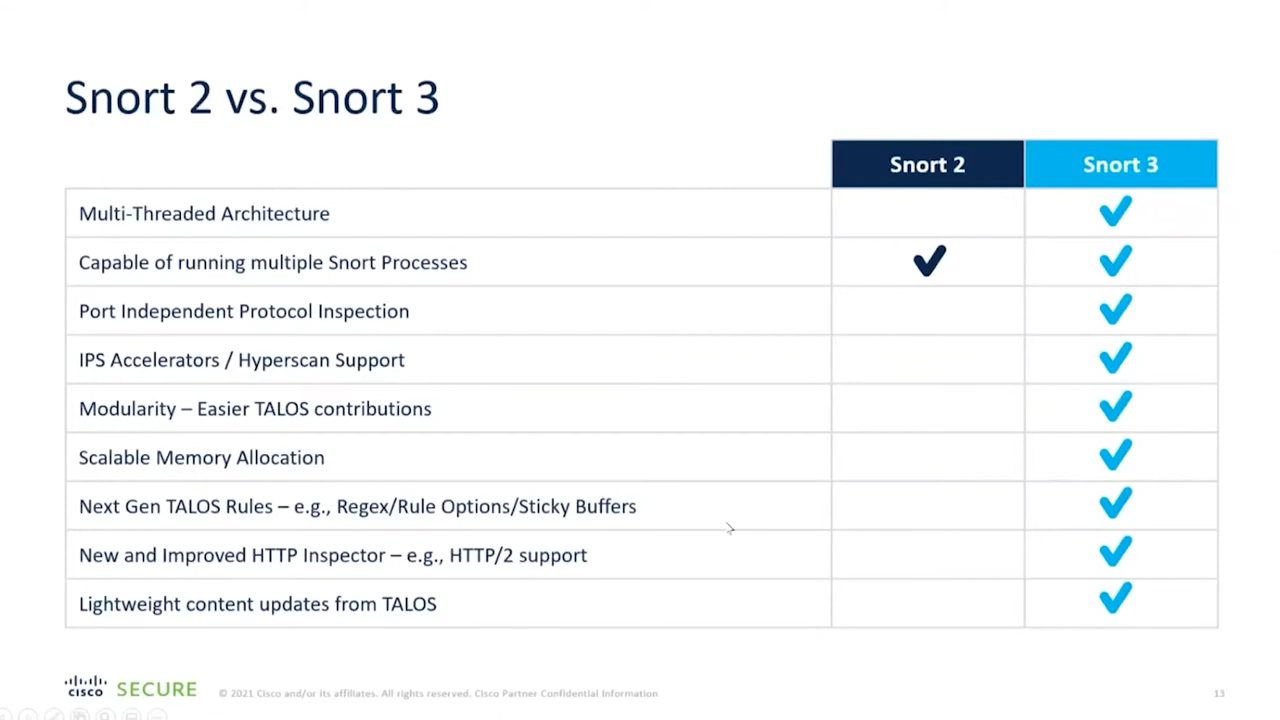 Snort 2 vs. Snort 3
Snort 2 Snort 3
Multi-Threaded Architecture
Capable of running multiple Snort Processes
Port Independent Protocol Inspection
IPS Accelerators / Hyperscan Support
Modularity – Easier TALOS contributions
Scalable Memory Allocation
Next Gen TALOS Rules – e.g., Regex/Rule Options/Sticky Buffers
New and Improved HTTP Inspector – e.g., HTTP/2 support
Lightweight content updates from TALOS
CISCO SECURE © 2021 Cisco and/or its affiliates. All rights reserved. Cisco Partner Confidential Information 13